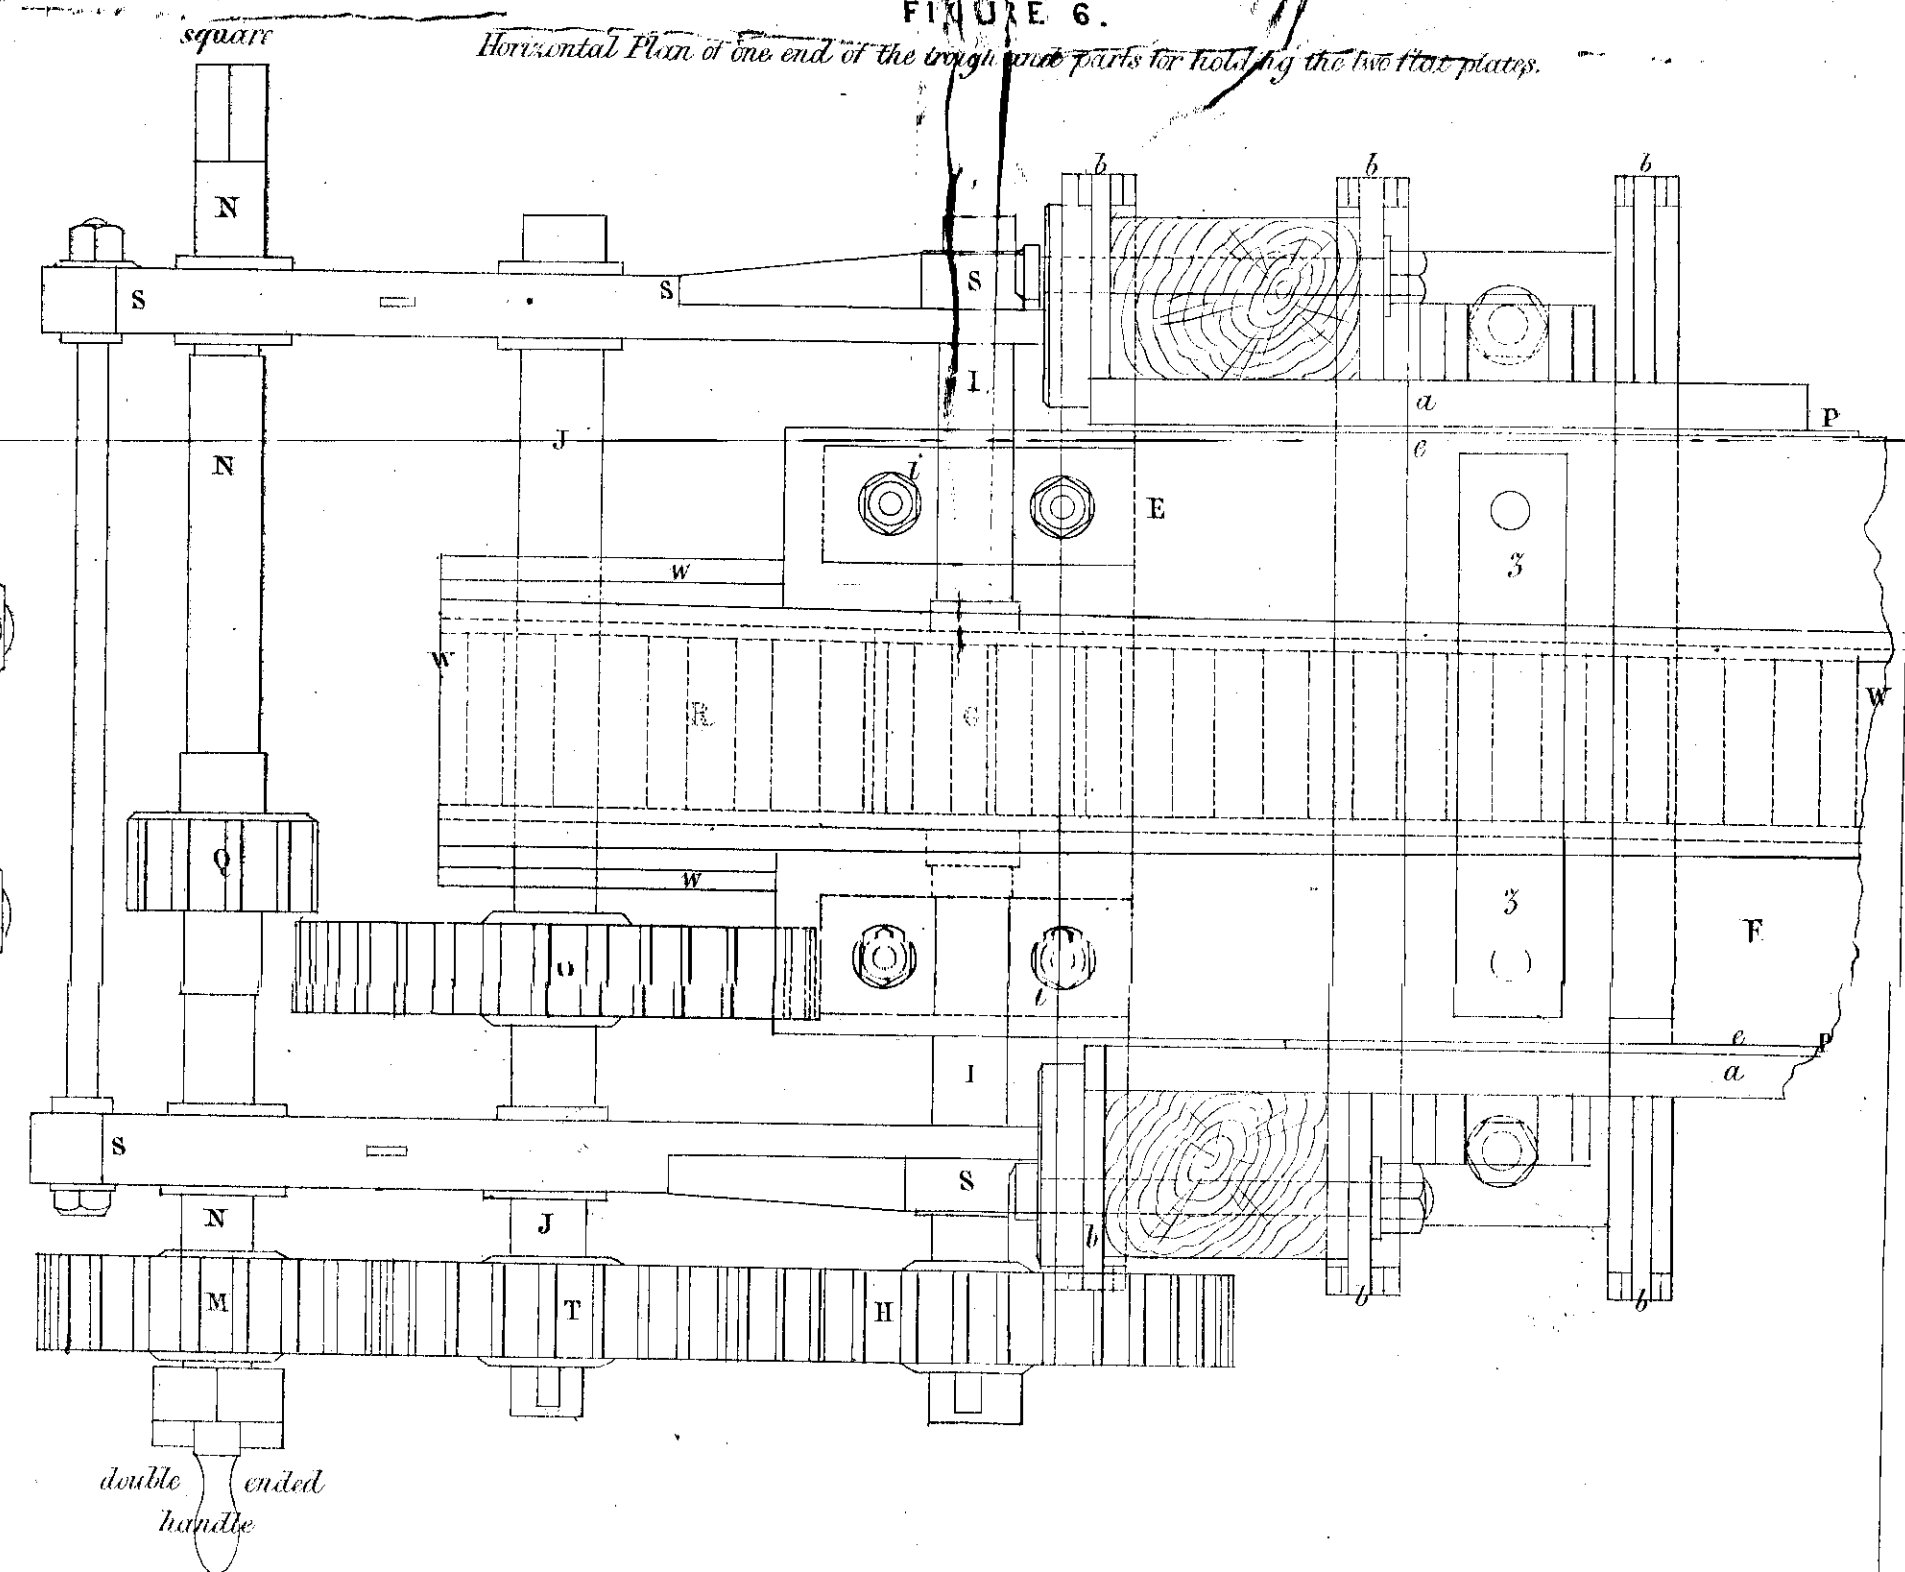 FIGURE 6.
square
Horizontal Plan of one end of the trough and parts for holding the two flat plates.
b b b
N
S S S
I
a
P
J
e
N
i
E
3
w
W
R G
W
Q
w
3
F
O
i
e P
I
a
S
S
N J
b
M T H
b b
double ended
handle